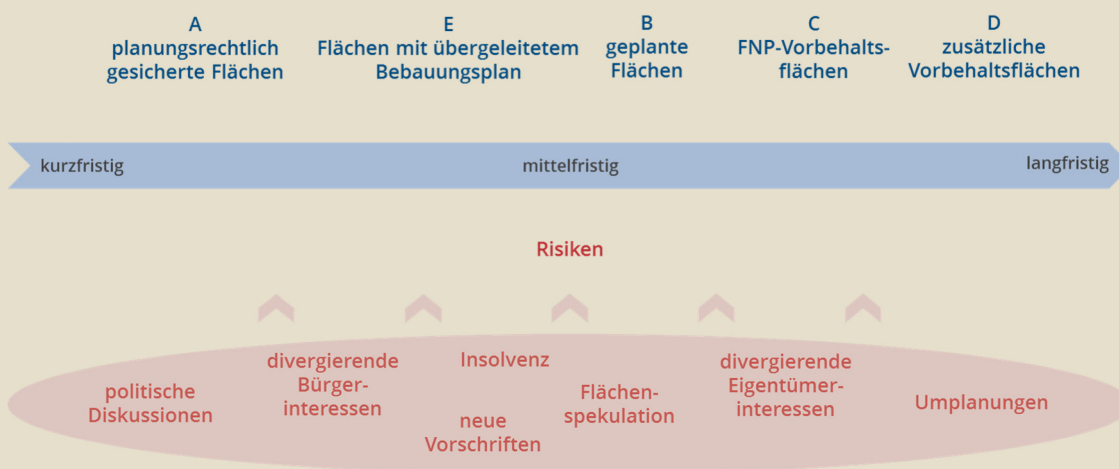 A
planungsrechtlich
gesicherte Flächen
E
Flächen mit übergeleitetem
Bebauungsplan
B
geplante
Flächen
C
FNP-Vorbehalts-
flächen
D
zusätzliche
Vorbehaltsflächen
kurzfristig
mittelfristig
langfristig
Risiken
politische
Diskussionen
divergierende
Bürger-
interessen
Insolvenz
neue
Vorschriften
Flächen-
spekulation
divergierende
Eigentümer-
interessen
Umplanungen